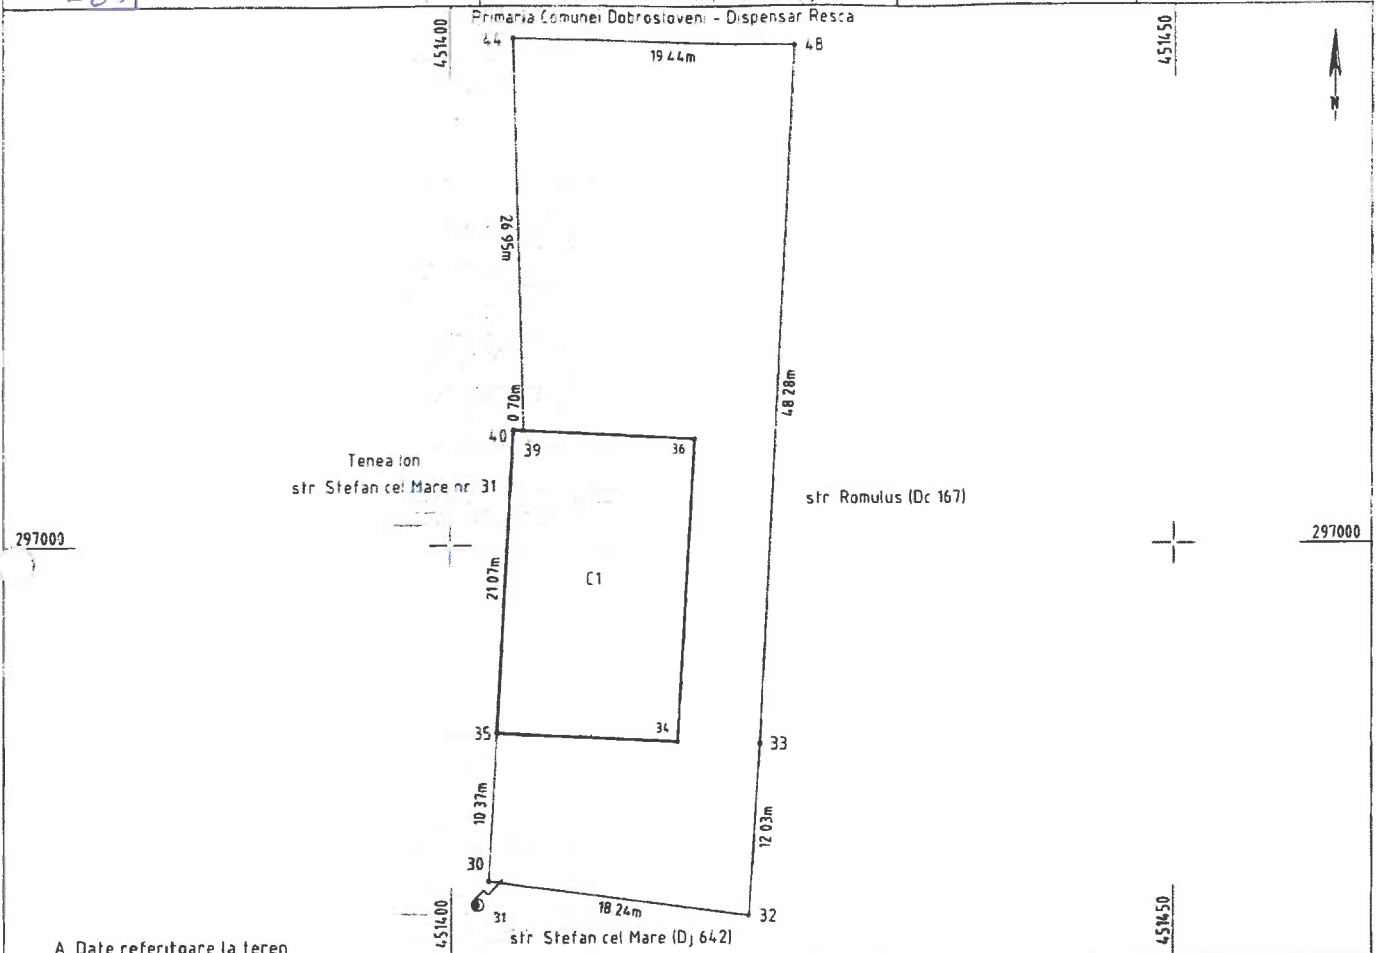 Primaria Comunei Dobrosloveni - Dispensar Resca
451400
451450
44
48
19.44m
N
26.95m
48.28m
0.70m
40
39
36
Tenea Ion
str. Stefan cel Mare nr. 31
str. Romulus (Dc 167)
297000
297000
C1
21.07m
35
34
33
10.37m
12.03m
30
31
18.24m
32
451400
451450
str. Stefan cel Mare (Dj 642)
A. Date referitoare la teren